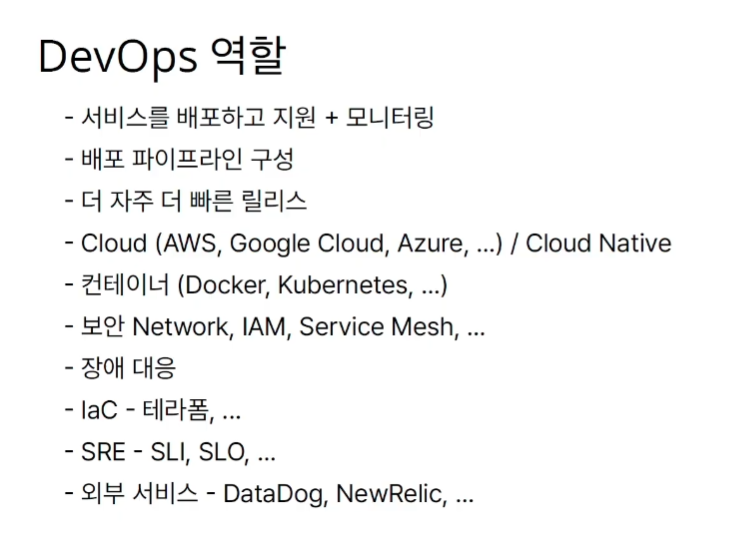 DevOps 역할
- 서비스를 배포하고 지원 + 모니터링
- 배포 파이프라인 구성
- 더 자주 더 빠른 릴리스
- Cloud (AWS, Google Cloud, Azure, ...) / Cloud Native
- 컨테이너 (Docker, Kubernetes, ...)
- 보안 Network, IAM, Service Mesh, ...
- 장애 대응
- IaC - 테라폼, ...
- SRE - SLI, SLO, ...
- 외부 서비스 - DataDog, NewRelic, ...